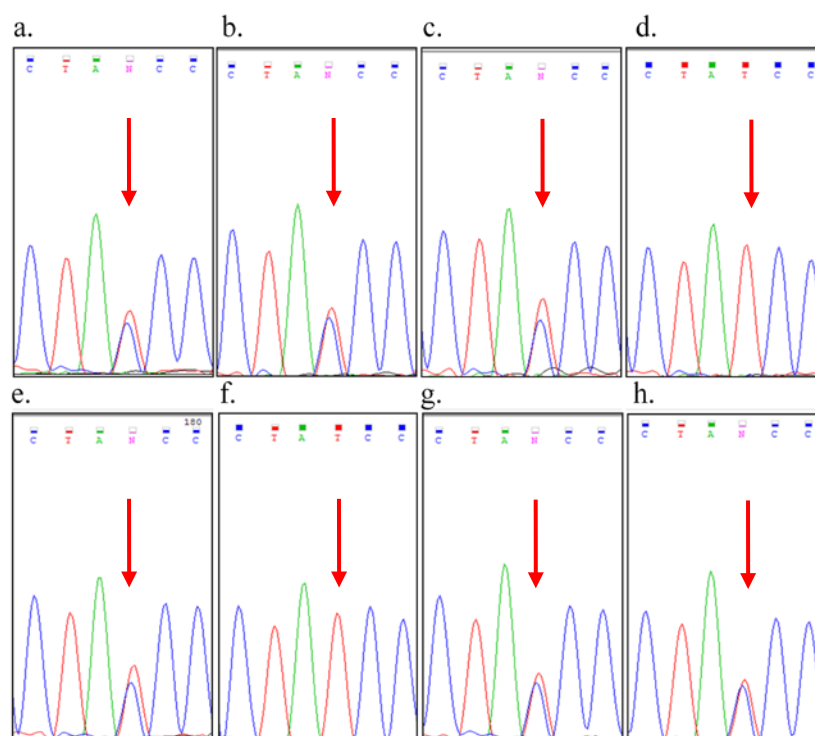 a. b. c. d.
C T A N C C C T A N C C C T A N C C C T A T C C
e. f. g. h.
180
C T A N C C C T A T C C C T A N C C C T A N C C